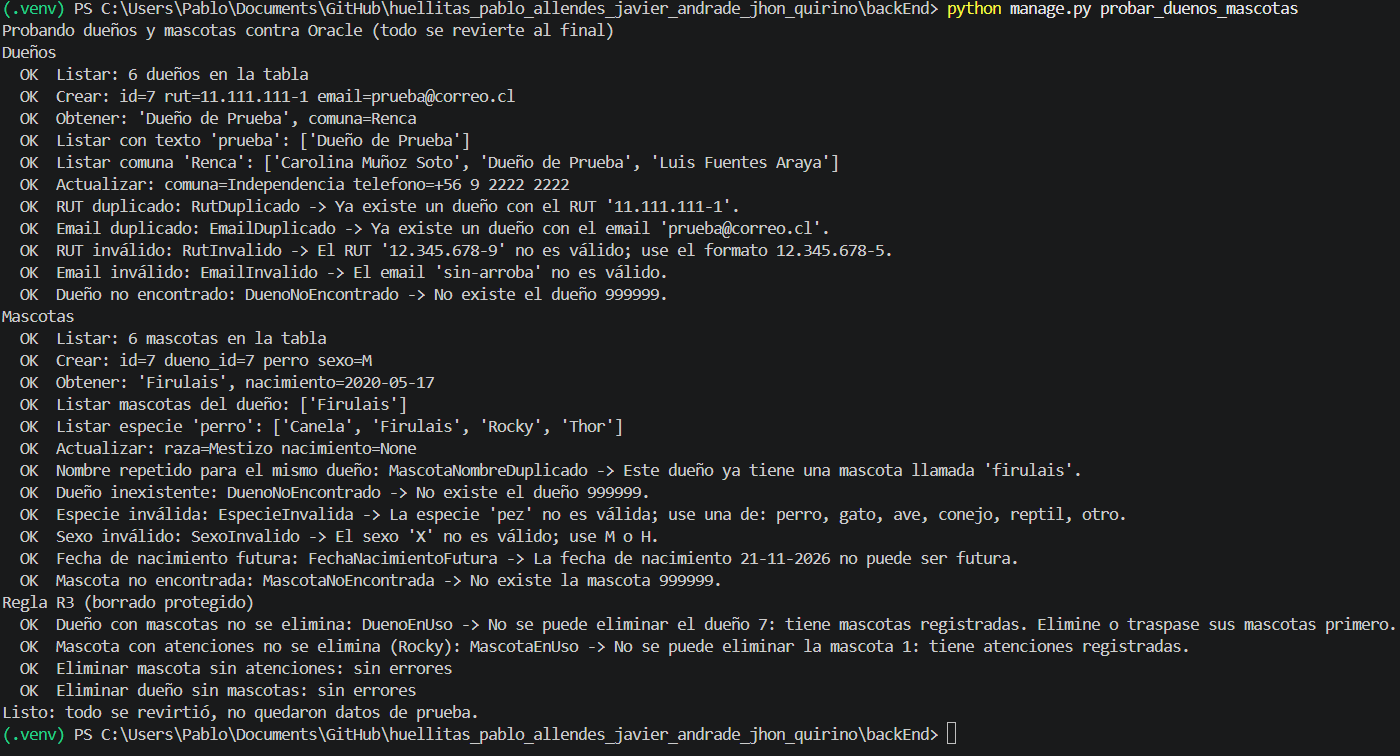 (.venv) PS C:\Users\Pablo\Documents\GitHub\huellitas_pablo_allendes_javier_andrade_jhon_quirino\backEnd> python manage.py probar_duenos_mascotas
Probando dueños y mascotas contra Oracle (todo se revierte al final)
Dueños
  OK  Listar: 6 dueños en la tabla
  OK  Crear: id=7 rut=11.111.111-1 email=prueba@correo.cl
  OK  Obtener: 'Dueño de Prueba', comuna=Renca
  OK  Listar con texto 'prueba': ['Dueño de Prueba']
  OK  Listar comuna 'Renca': ['Carolina Muñoz Soto', 'Dueño de Prueba', 'Luis Fuentes Araya']
  OK  Actualizar: comuna=Independencia telefono=+56 9 2222 2222
  OK  RUT duplicado: RutDuplicado -> Ya existe un dueño con el RUT '11.111.111-1'.
  OK  Email duplicado: EmailDuplicado -> Ya existe un dueño con el email 'prueba@correo.cl'.
  OK  RUT inválido: RutInvalido -> El RUT '12.345.678-9' no es válido; use el formato 12.345.678-5.
  OK  Email inválido: EmailInvalido -> El email 'sin-arroba' no es válido.
  OK  Dueño no encontrado: DuenoNoEncontrado -> No existe el dueño 999999.
Mascotas
  OK  Listar: 6 mascotas en la tabla
  OK  Crear: id=7 dueno_id=7 perro sexo=M
  OK  Obtener: 'Firulais', nacimiento=2020-05-17
  OK  Listar mascotas del dueño: ['Firulais']
  OK  Listar especie 'perro': ['Canela', 'Firulais', 'Rocky', 'Thor']
  OK  Actualizar: raza=Mestizo nacimiento=None
  OK  Nombre repetido para el mismo dueño: MascotaNombreDuplicado -> Este dueño ya tiene una mascota llamada 'firulais'.
  OK  Dueño inexistente: DuenoNoEncontrado -> No existe el dueño 999999.
  OK  Especie inválida: EspecieInvalida -> La especie 'pez' no es válida; use una de: perro, gato, ave, conejo, reptil, otro.
  OK  Sexo inválido: SexoInvalido -> El sexo 'X' no es válido; use M o H.
  OK  Fecha de nacimiento futura: FechaNacimientoFutura -> La fecha de nacimiento 21-11-2026 no puede ser futura.
  OK  Mascota no encontrada: MascotaNoEncontrada -> No existe la mascota 999999.
Regla R3 (borrado protegido)
  OK  Dueño con mascotas no se elimina: DuenoEnUso -> No se puede eliminar el dueño 7: tiene mascotas registradas. Elimine o traspase sus mascotas primero.
  OK  Mascota con atenciones no se elimina (Rocky): MascotaEnUso -> No se puede eliminar la mascota 1: tiene atenciones registradas.
  OK  Eliminar mascota sin atenciones: sin errores
  OK  Eliminar dueño sin mascotas: sin errores
Listo: todo se revirtió, no quedaron datos de prueba.
(.venv) PS C:\Users\Pablo\Documents\GitHub\huellitas_pablo_allendes_javier_andrade_jhon_quirino\backEnd>